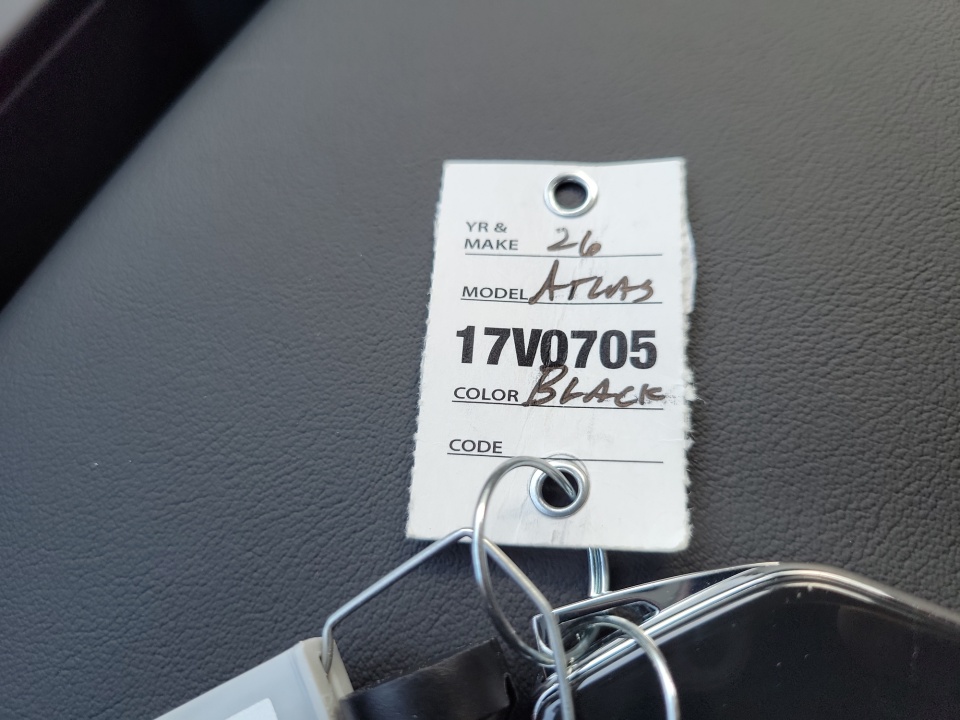 YR &
MAKE 26
MODEL ATLAS
17V0705
COLOR BLACK
CODE